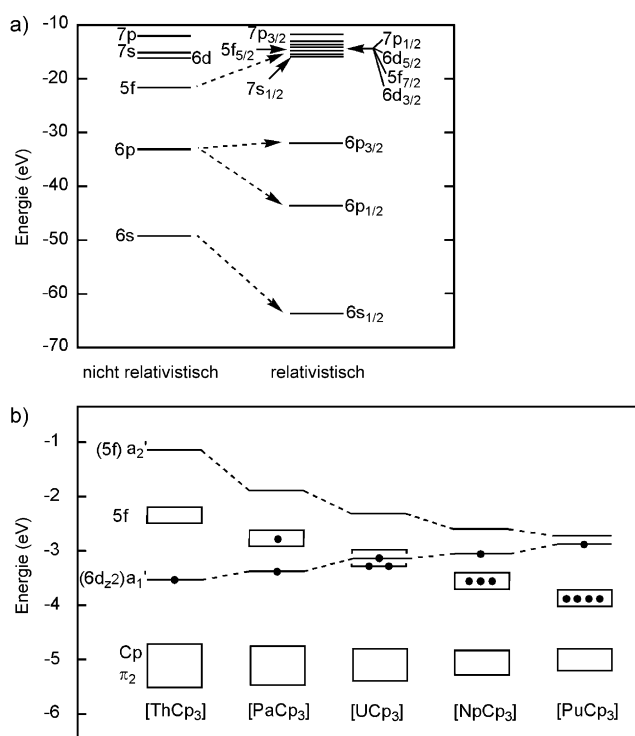 a)
-10
-20
-30
-40
-50
-60
-70
Energie (eV)
7p
7s
6d
5f
6p
6s
7p3/2
5f5/2
7s1/2
7p1/2
6d5/2
5f7/2
6d3/2
6p3/2
6p1/2
6s1/2
nicht relativistisch relativistisch
b)
-1
-2
-3
-4
-5
-6
Energie (eV)
(5f) a2'
5f
(6dz2) a1'
Cp
π2
[ThCp3] [PaCp3] [UCp3] [NpCp3] [PuCp3]